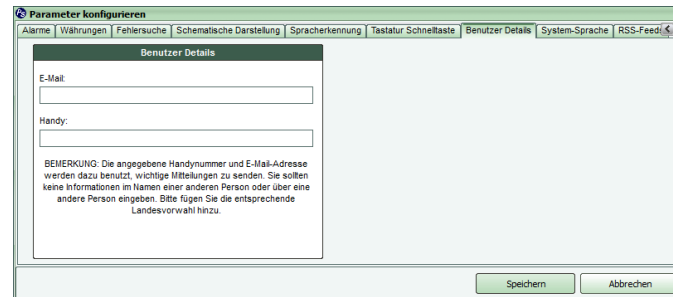 Parameter konfigurieren
Alarme Währungen Fehlersuche Schematische Darstellung Spracherkennung Tastatur Schnelltaste Benutzer Details System-Sprache RSS-Feeds
Benutzer Details
E-Mail:
Handy:
BEMERKUNG: Die angegebene Handynummer und E-Mail-Adresse
werden dazu benutzt, wichtige Mitteilungen zu senden. Sie sollten
keine Informationen im Namen einer anderen Person oder über eine
andere Person eingeben. Bitte fügen Sie die entsprechende
Landesvorwahl hinzu.
Speichern Abbrechen